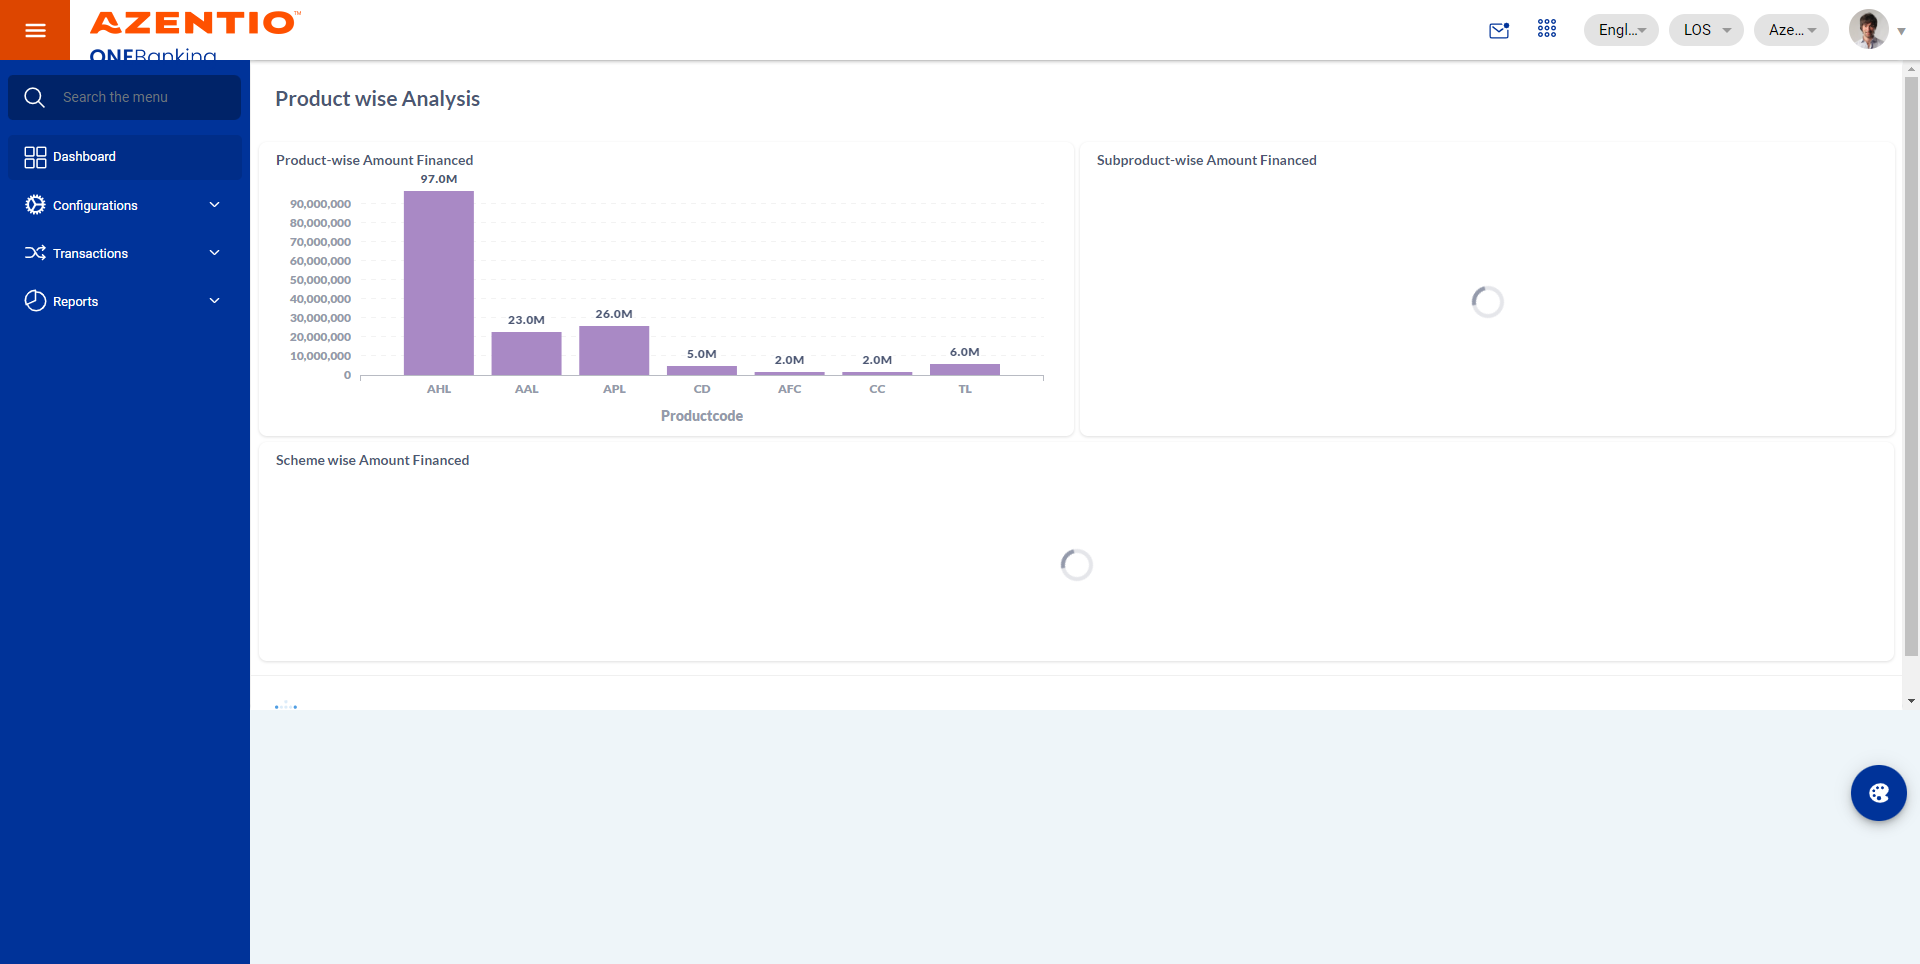 AZENTIO™
ONEBanking
Engl...
LOS
Aze...
Search the menu
Dashboard
Configurations
Transactions
Reports
Product wise Analysis
Product-wise Amount Financed
97.0M
90,000,000
80,000,000
70,000,000
60,000,000
50,000,000
40,000,000
30,000,000
20,000,000
10,000,000
0
23.0M
26.0M
5.0M
2.0M
2.0M
6.0M
AHL
AAL
APL
CD
AFC
CC
TL
Productcode
Subproduct-wise Amount Financed
Scheme wise Amount Financed